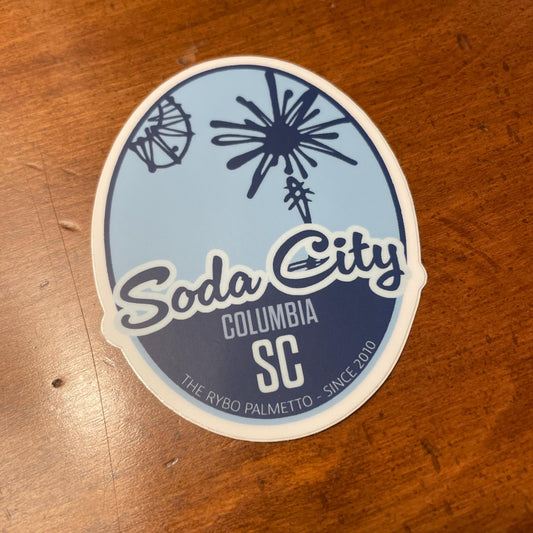 Soda City
COLUMBIA
SC
THE RYBO PALMETTO - SINCE 2010